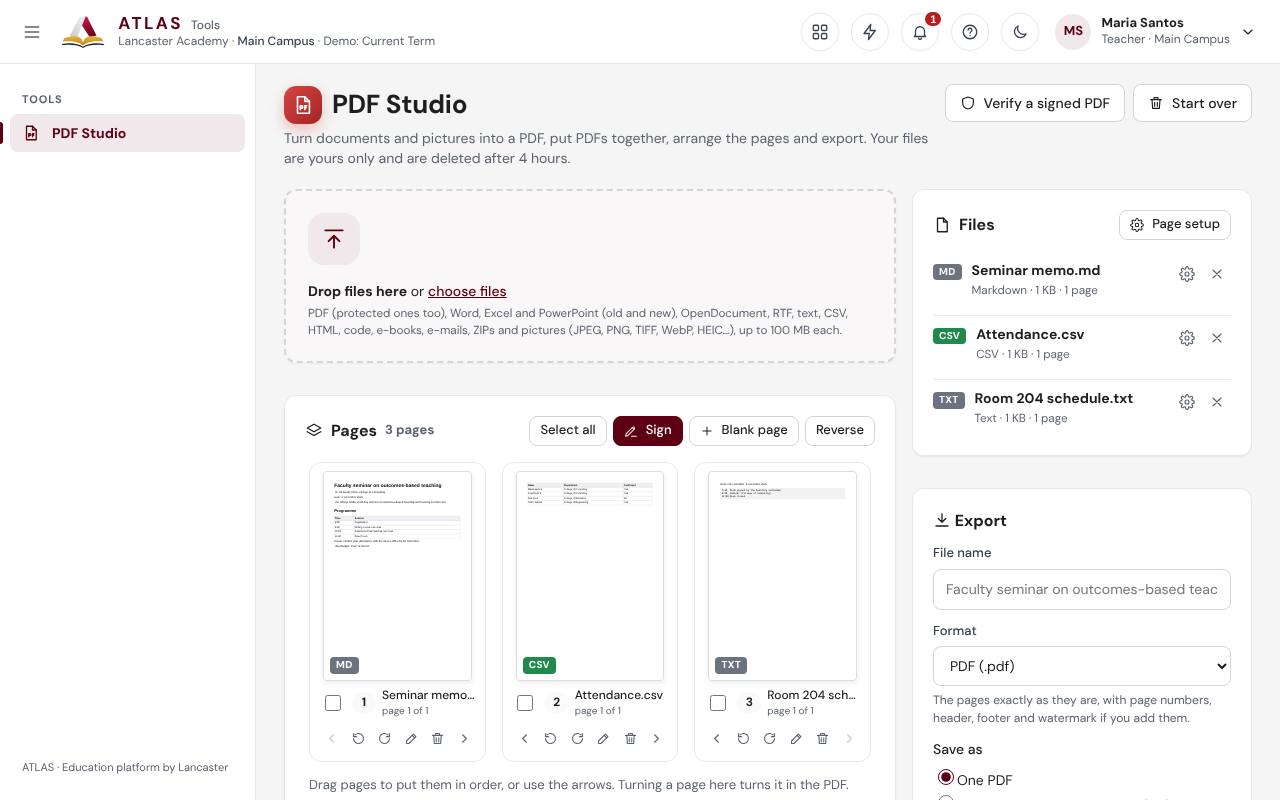 ATLAS Tools
Lancaster Academy · Main Campus · Demo: Current Term
1
MS
Maria Santos
Teacher · Main Campus
TOOLS
PDF Studio
ATLAS · Education platform by Lancaster
PDF Studio
Verify a signed PDF
Start over
Turn documents and pictures into a PDF, put PDFs together, arrange the pages and export. Your files
are yours only and are deleted after 4 hours.
Drop files here or choose files
PDF (protected ones too), Word, Excel and PowerPoint (old and new), OpenDocument, RTF, text, CSV,
HTML, code, e-books, e-mails, ZIPs and pictures (JPEG, PNG, TIFF, WebP, HEIC…), up to 100 MB each.
Pages 3 pages
Select all
Sign
Blank page
Reverse
Faculty seminar on outcomes-based teaching
Programme
MD
1
Seminar memo…
page 1 of 1
CSV
2
Attendance.csv
page 1 of 1
TXT
3
Room 204 sch…
page 1 of 1
Drag pages to put them in order, or use the arrows. Turning a page here turns it in the PDF.
Files
Page setup
MD
Seminar memo.md
Markdown · 1 KB · 1 page
CSV
Attendance.csv
CSV · 1 KB · 1 page
TXT
Room 204 schedule.txt
Text · 1 KB · 1 page
Export
File name
Faculty seminar on outcomes-based teac
Format
PDF (.pdf)
The pages exactly as they are, with page numbers,
header, footer and watermark if you add them.
Save as
One PDF